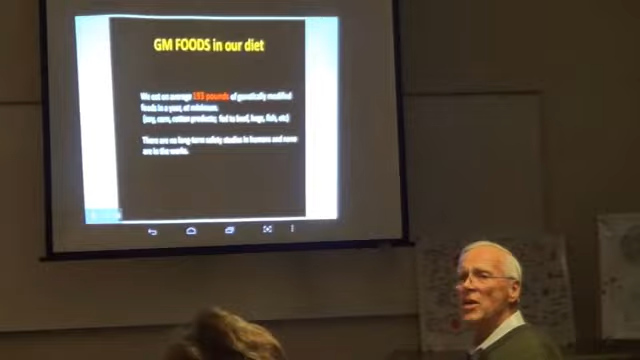 GM FOODS in our diet
We eat on average 193 pounds of genetically modified
foods in a year, at minimum.
(soy, corn, cotton products; fed to beef, hogs, fish, etc)
There are no long-term safety studies in humans and none
are in the works.